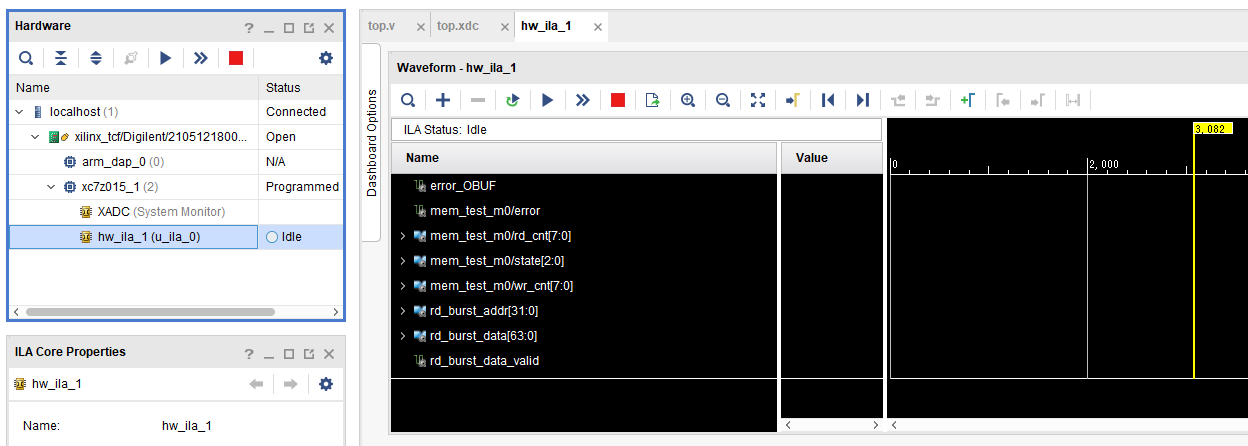 Hardware
Name Status
localhost (1) Connected
xilinx_tcf/Digilent/2105121800... Open
arm_dap_0 (0) N/A
xc7z015_1 (2) Programmed
XADC (System Monitor)
hw_ila_1 (u_ila_0) Idle
ILA Core Properties
hw_ila_1
Name: hw_ila_1
top.v
top.xdc
hw_ila_1
Dashboard Options
Waveform - hw_ila_1
ILA Status: Idle
Name Value
error_OBUF
mem_test_m0/error
mem_test_m0/rd_cnt[7:0]
mem_test_m0/state[2:0]
mem_test_m0/wr_cnt[7:0]
rd_burst_addr[31:0]
rd_burst_data[63:0]
rd_burst_data_valid
3,082
0 2,000